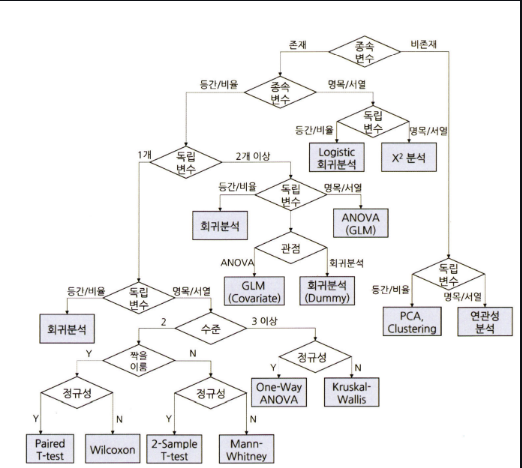 존재
종속
변수
비존재
등간/비율
종속
변수
명목/서열
등간/비율
독립
변수
명목/서열
Logistic
회귀분석
X² 분석
1개
독립
변수
2개 이상
등간/비율
독립
변수
명목/서열
회귀분석
ANOVA
(GLM)
ANOVA
관점
회귀분석
GLM
(Covariate)
회귀분석
(Dummy)
독립
변수
등간/비율
명목/서열
PCA,
Clustering
연관성
분석
등간/비율
독립
변수
명목/서열
회귀분석
2
수준
3 이상
Y
짝을
이룸
N
정규성
Y
N
One-Way
ANOVA
Kruskal-
Wallis
정규성
Y
N
정규성
Y
N
Paired
T-test
Wilcoxon
2-Sample
T-test
Mann-
Whitney